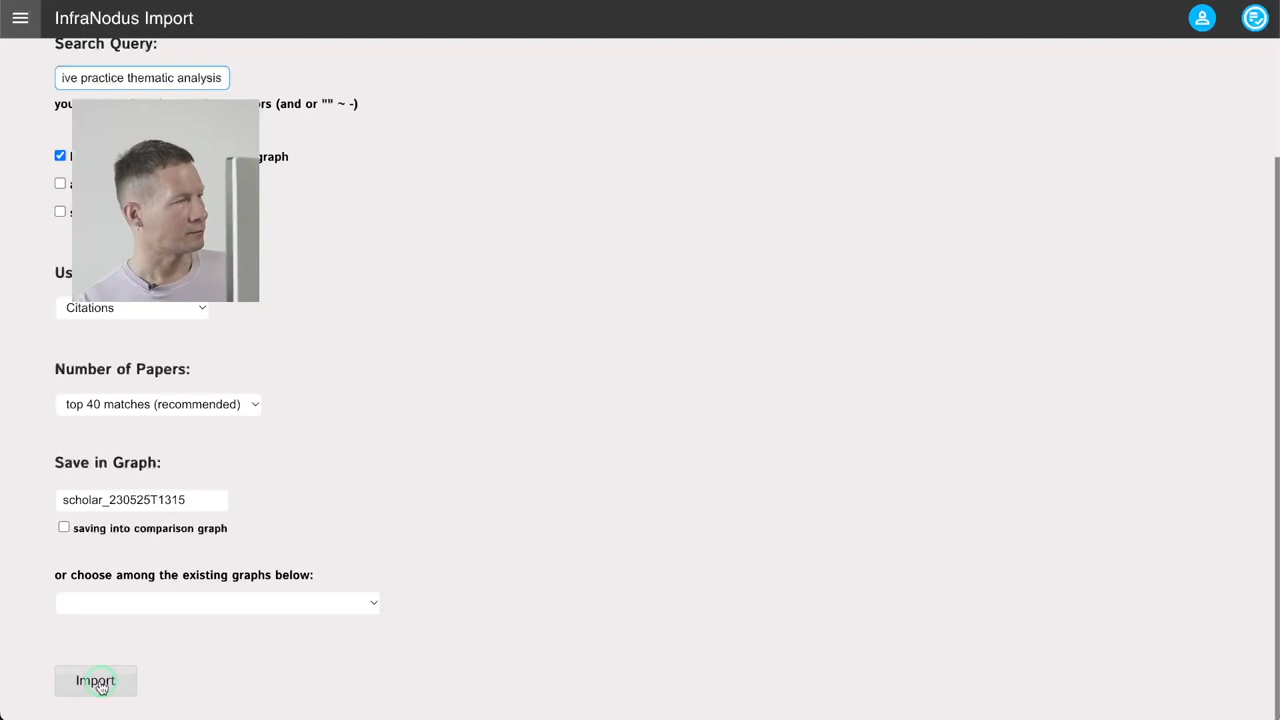 InfraNodus Import
Search Query:
ive practice thematic analysis
(and or "" ~ -)
graph
Citations
Number of Papers:
top 40 matches (recommended)
Save in Graph:
scholar_230525T1315
saving into comparison graph
or choose among the existing graphs below:
Import